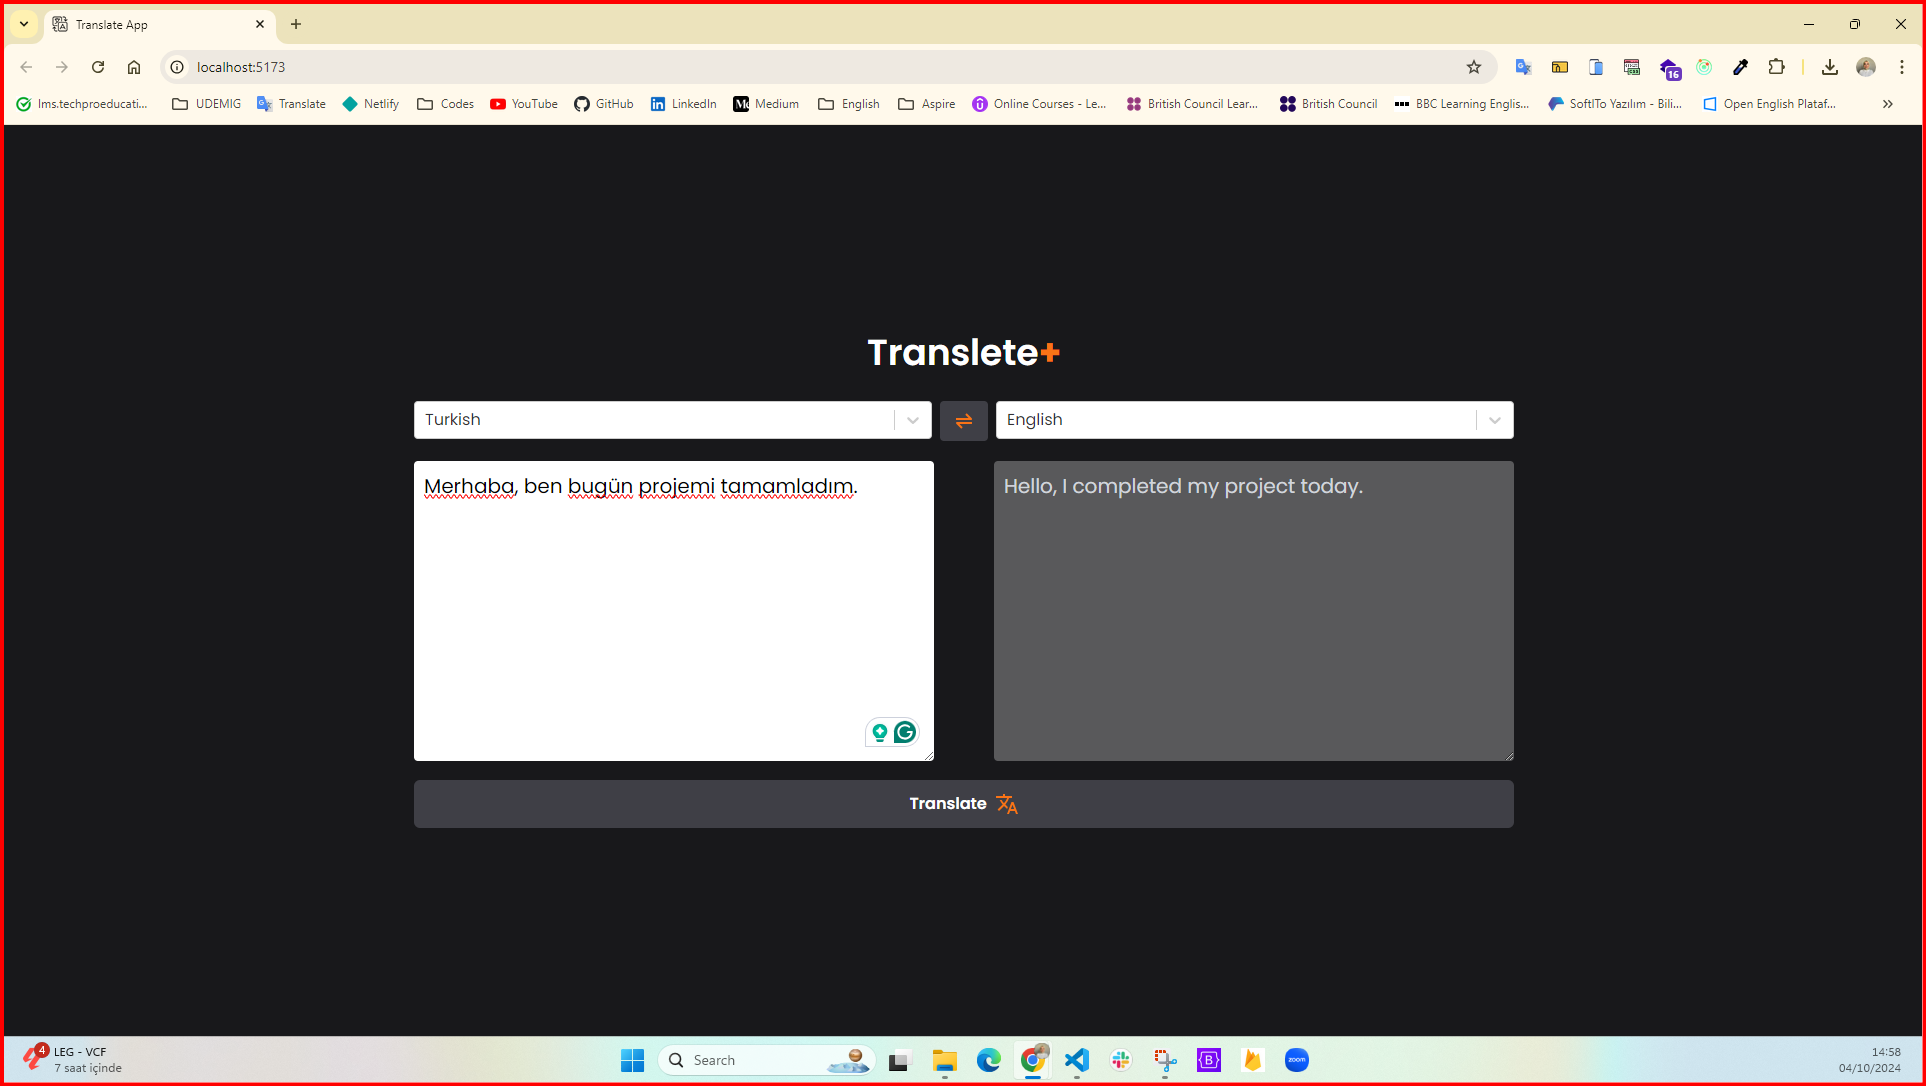 Translate App
localhost:5173
16
lms.techproeducati...
UDEMIG
Translate
Netlify
Codes
YouTube
GitHub
LinkedIn
Medium
English
Aspire
Online Courses - Le...
British Council Lear...
British Council
BBC Learning Englis...
SoftITo Yazılım - Bili...
Open English Plataf...
Translete+
Turkish
English
Merhaba, ben bugün projemi tamamladım.
Hello, I completed my project today.
Translate
4
LEG - VCF
7 saat içinde
Search
zoom
14:58
04/10/2024